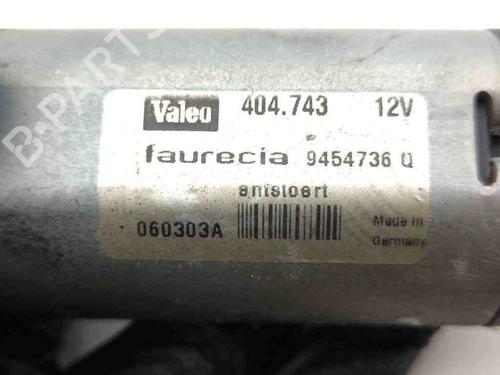 Valeo 404.743 12V
faurecia 9454736 Q
entstoert
060303A
Made in
Germany
B-PARTS